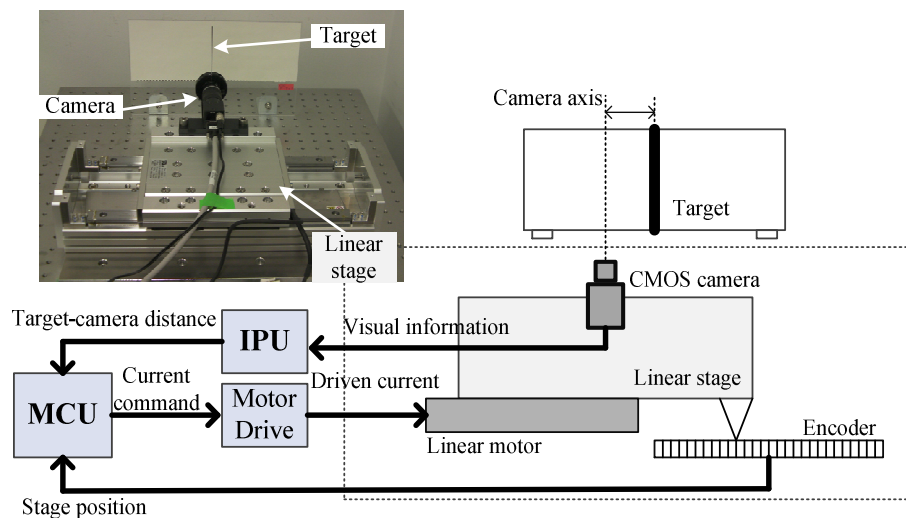 Target
Camera
Linear
stage
Camera axis
Target
CMOS camera
Target-camera distance
IPU
Visual information
MCU
Current
command
Motor
Drive
Driven current
Linear stage
Linear motor
Encoder
Stage position